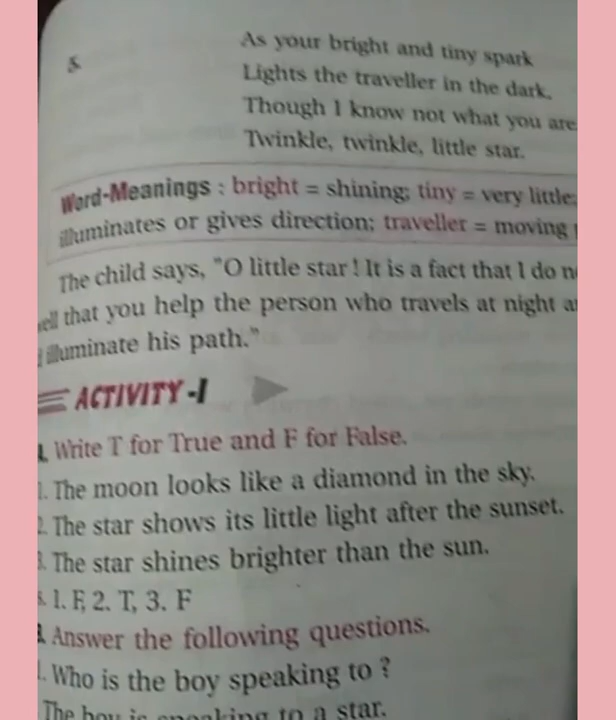 5.
As your bright and tiny spark
Lights the traveller in the dark.
Though I know not what you are
Twinkle, twinkle, little star.
Word-Meanings : bright = shining; tiny = very little;
illuminates or gives direction; traveller = moving
The child says, "O little star ! It is a fact that I do
that you help the person who travels at night
illuminate his path."
ACTIVITY-I
Write T for True and F for False.
1. The moon looks like a diamond in the sky.
2. The star shows its little light after the sunset.
3. The star shines brighter than the sun.
1. F, 2. T, 3. F
Answer the following questions.
Who is the boy speaking to ?
The boy is speaking to a star.